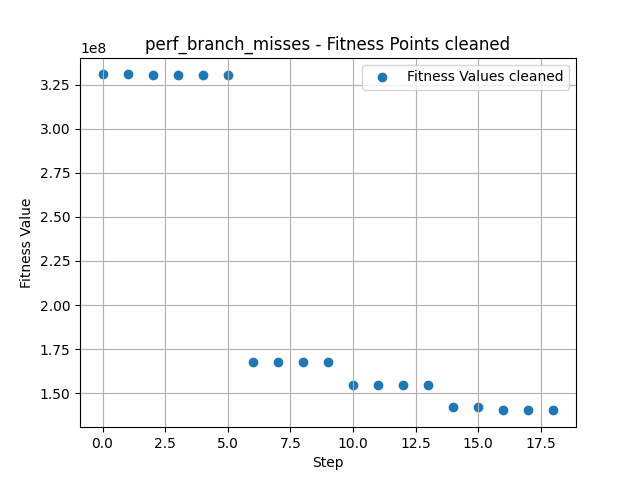 perf_branch_misses - Fitness Points cleaned
1e8
Fitness Values cleaned
3.25
3.00
2.75
2.50
2.25
2.00
1.75
1.50
Fitness Value
0.0 2.5 5.0 7.5 10.0 12.5 15.0 17.5
Step